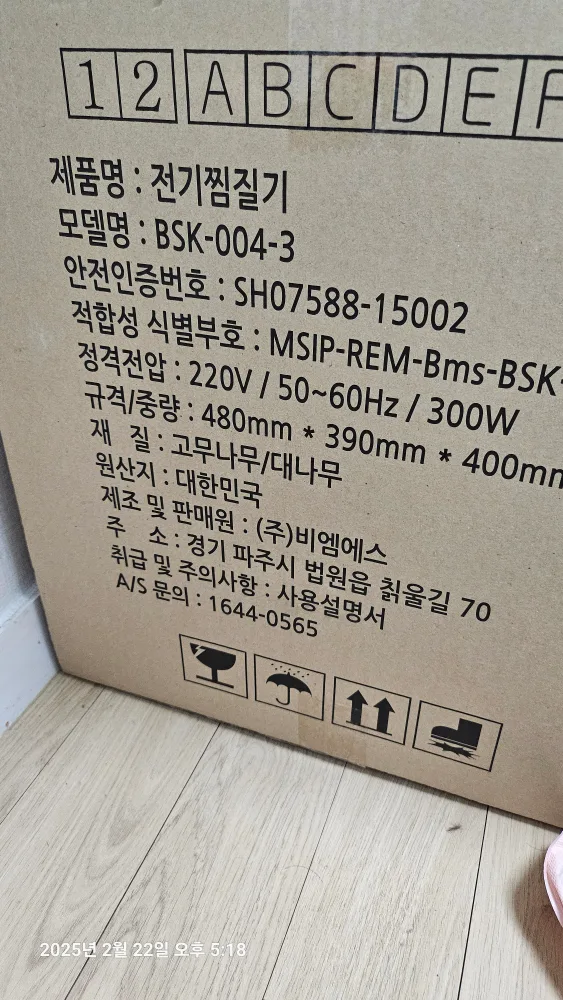 12 ABCDEF
제품명 : 전기찜질기
모델명 : BSK-004-3
안전인증번호 : SH07588-15002
적합성 식별부호 : MSIP-REM-Bms-BSK-
정격전압 : 220V / 50~60Hz / 300W
규격/중량 : 480mm * 390mm * 400mm
재 질 : 고무나무/대나무
원산지 : 대한민국
제조 및 판매원 : (주)비엠에스
주 소 : 경기 파주시 법원읍 칡울길 70
취급 및 주의사항 : 사용설명서
A/S 문의 : 1644-0565
2025년 2월 22일 오후 5:18